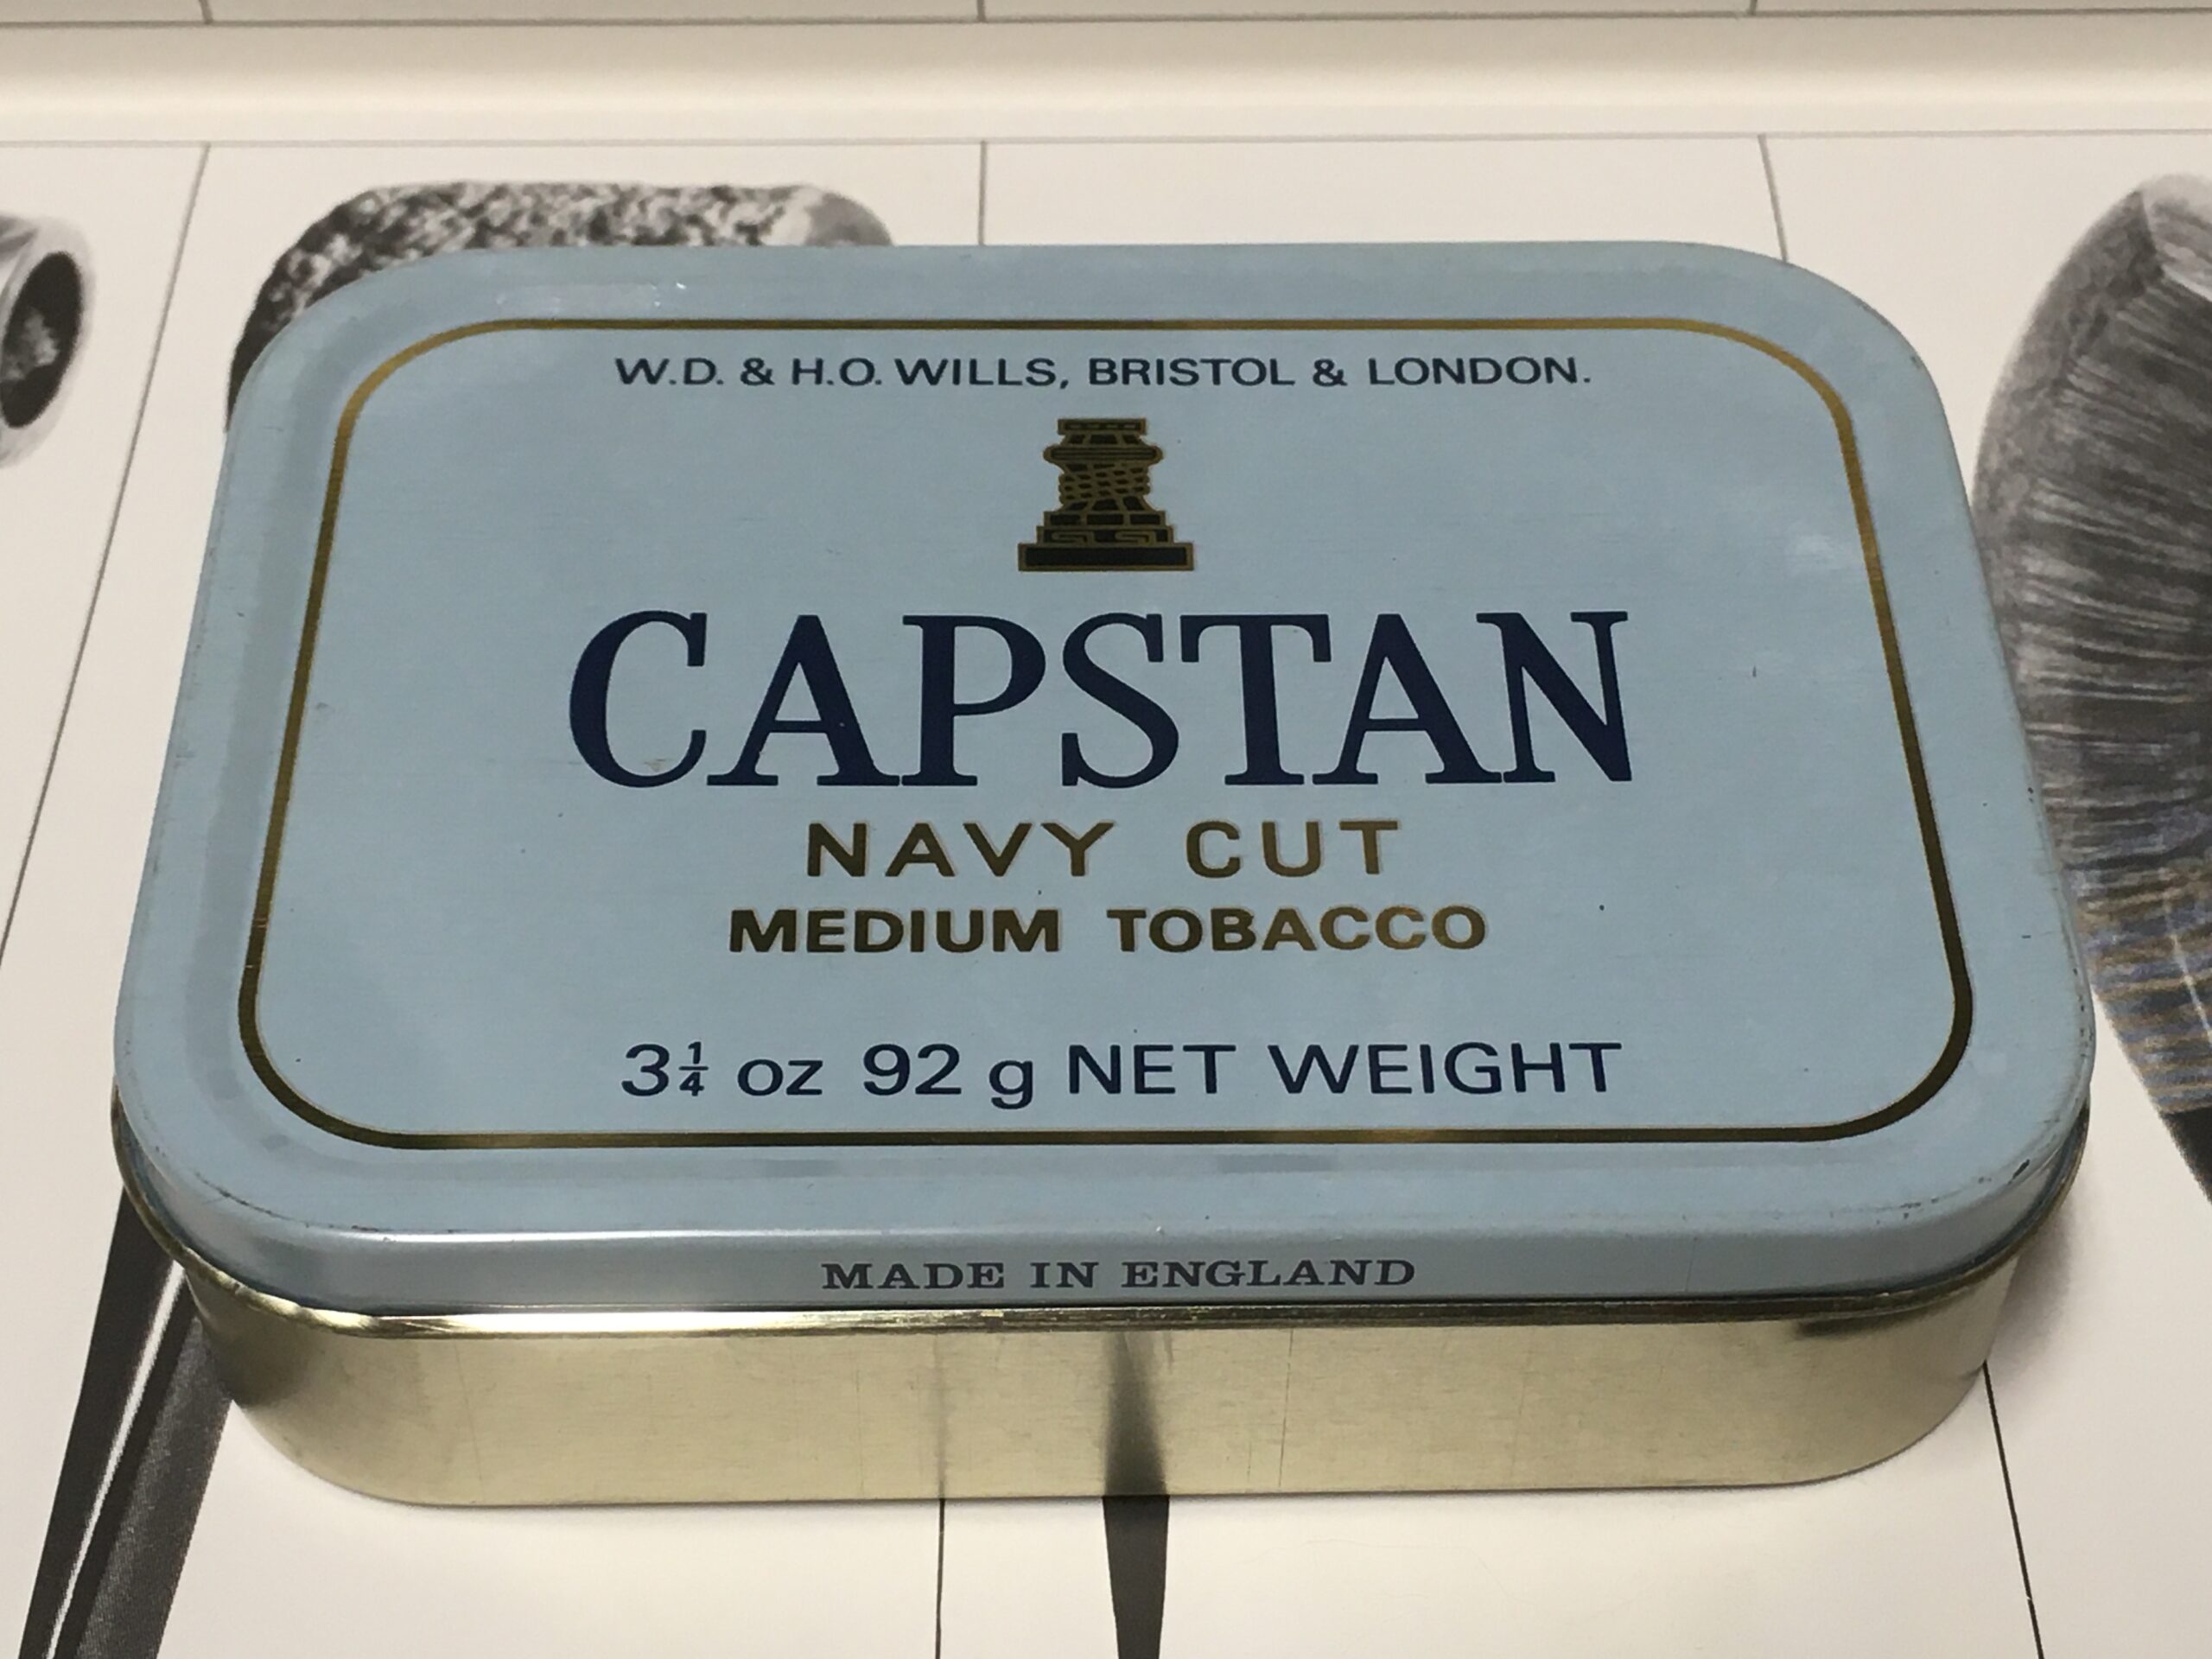 W.D. & H.O. WILLS, BRISTOL & LONDON.
CAPSTAN
NAVY CUT
MEDIUM TOBACCO
3¼ oz 92 g NET WEIGHT
MADE IN ENGLAND